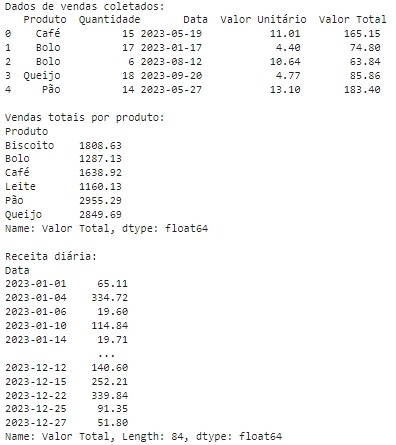 Dados de vendas coletados:
Produto Quantidade Data Valor Unitário Valor Total
0 Café 15 2023-05-19 11.01 165.15
1 Bolo 17 2023-01-17 4.40 74.80
2 Bolo 6 2023-08-12 10.64 63.84
3 Queijo 18 2023-09-20 4.77 85.86
4 Pão 14 2023-05-27 13.10 183.40
Vendas totais por produto:
Produto
Biscoito 1808.63
Bolo 1287.13
Café 1638.92
Leite 1160.13
Pão 2955.29
Queijo 2849.69
Name: Valor Total, dtype: float64
Receita diária:
Data
2023-01-01 65.11
2023-01-04 334.72
2023-01-06 19.60
2023-01-10 114.84
2023-01-14 19.71
...
2023-12-12 140.60
2023-12-15 252.21
2023-12-22 339.84
2023-12-25 91.35
2023-12-27 51.80
Name: Valor Total, Length: 84, dtype: float64